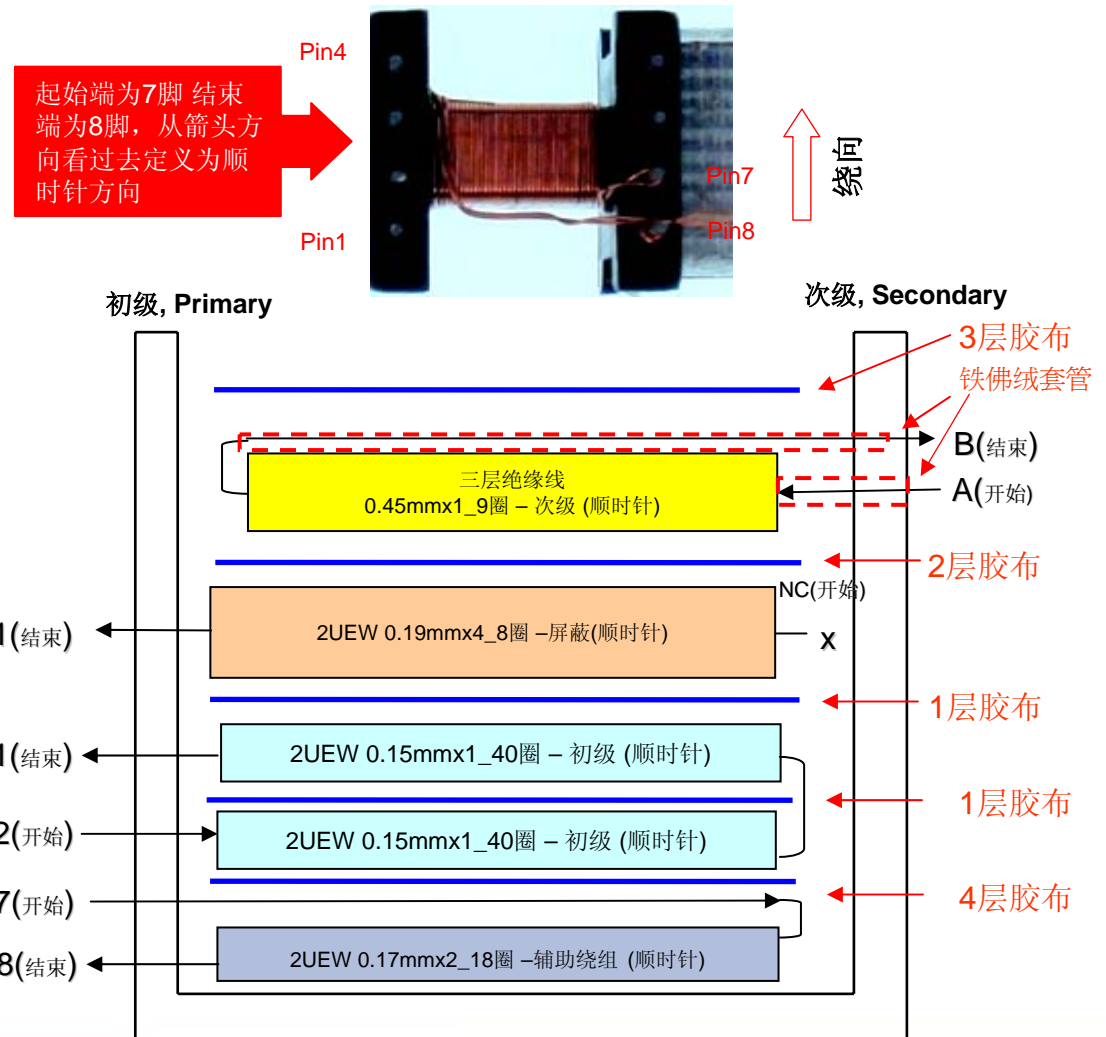 Pin4
起始端为7脚 结束
端为8脚，从箭头方
向看过去定义为顺
时针方向
Pin1
Pin7
Pin8
绕向
初级, Primary
次级, Secondary
3层胶布
铁佛绒套管
B(结束)
三层绝缘线
0.45mmx1_9圈 – 次级 (顺时针)
A(开始)
2层胶布
NC(开始)
1(结束)
2UEW 0.19mmx4_8圈 –屏蔽(顺时针)
x
1层胶布
1(结束)
2UEW 0.15mmx1_40圈 – 初级 (顺时针)
1层胶布
2(开始)
2UEW 0.15mmx1_40圈 – 初级 (顺时针)
7(开始)
4层胶布
8(结束)
2UEW 0.17mmx2_18圈 –辅助绕组 (顺时针)